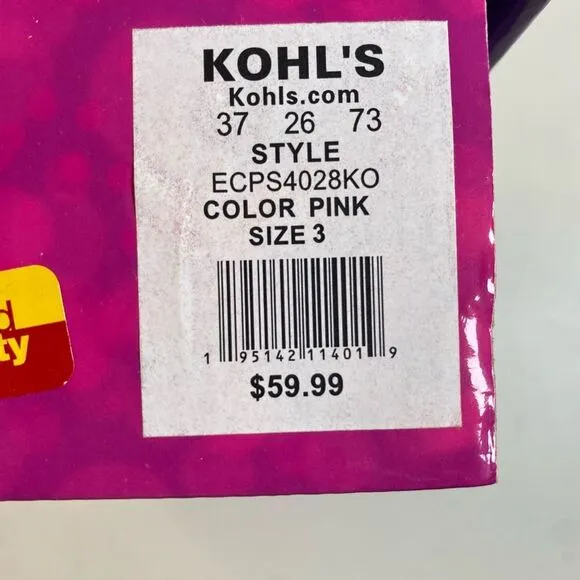 KOHL'S
Kohls.com
37 26 73
STYLE
ECPS4028KO
COLOR PINK
SIZE 3
1 95142 11401 9
$59.99